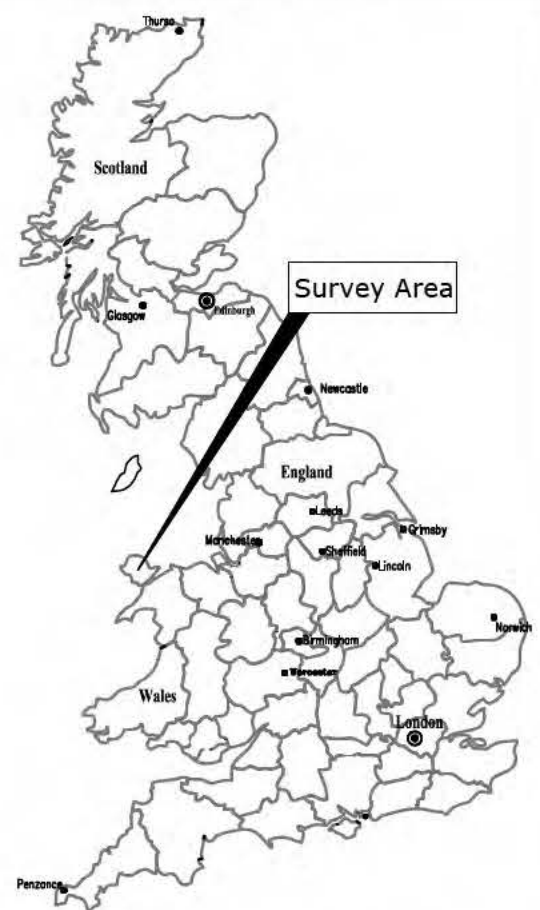 Thurso
Scotland
Survey Area
Glasgow
Edinburgh
Newcastle
England
Leeds
Grimsby
Manchester
Sheffield
Lincoln
Norwich
Birmingham
Worcester
Wales
London
Penzance